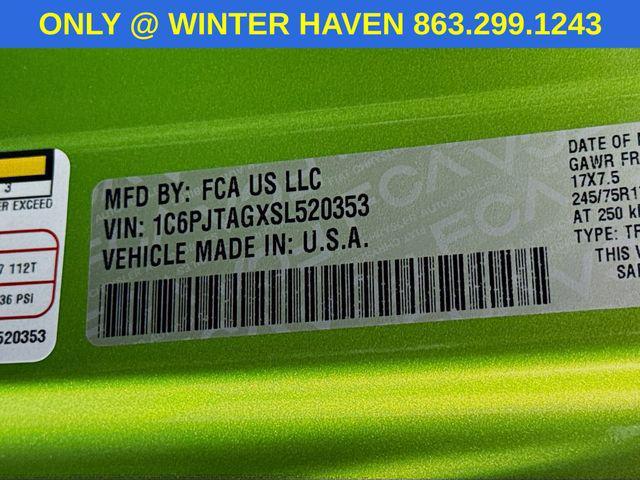 ONLY @ WINTER HAVEN 863.299.1243
3
ER EXCEED
7 112T
36 PSI
520353
MFD BY: FCA US LLC
VIN: 1C6PJTAGXSL520353
VEHICLE MADE IN: U.S.A.
DATE OF
GAWR FR
17X7.5
245/75R1
AT 250 k
TYPE: TR
THIS V
SA